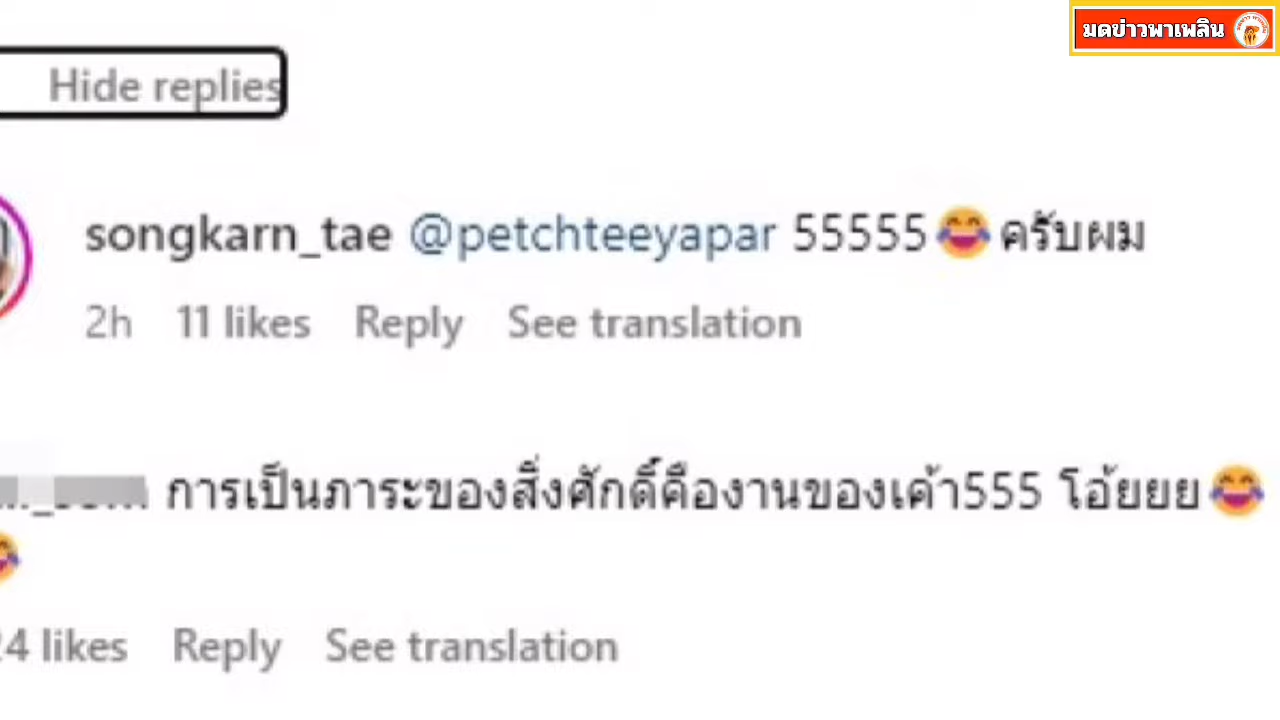 มดข่าวพาเพลิน
Hide replies
songkarn_tae @petchteeyapar 55555😂ครับผม
2h 11 likes Reply See translation
การเป็นภาระของสิ่งศักดิ์คืองานของเค้า555 โอ้ยยย😂
😂
24 likes Reply See translation